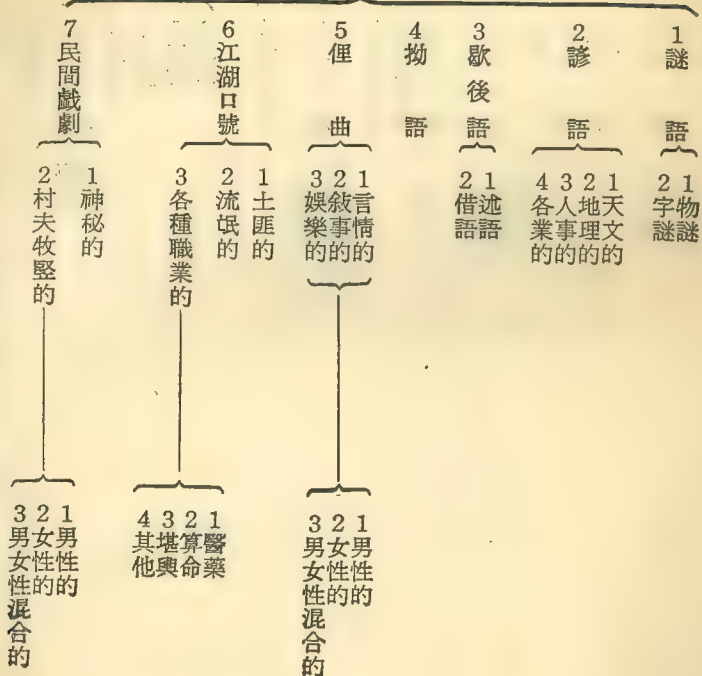 1謎語
1物謎
2字謎
2諺語
1天文的
2地理的
3人事的
4各業的
3歇後語
1述語
2借語
4拗語
5俚曲
1言情的
2敍事的
3娛樂的
1男性的
2女性的
3男女性混合的
6江湖口號
1土匪的
2流氓的
3各種職業的
1醫藥
2算命
3堪輿
4其他
7民間戲劇
1神秘的
2村夫牧堅的
1男性的
2女性的
3男女性混合的